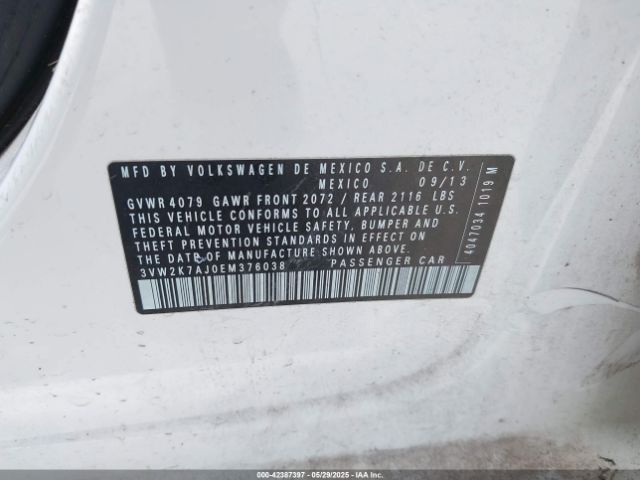 MFD BY VOLKSWAGEN DE MEXICO S.A. DE C.V.
MEXICO 09/13
GVWR 4079 GAWR FRONT 2072 / REAR 2116 LBS
THIS VEHICLE CONFORMS TO ALL APPLICABLE U.S.
FEDERAL MOTOR VEHICLE SAFETY, BUMPER AND
THEFT PREVENTION STANDARDS IN EFFECT ON
THE DATE OF MANUFACTURE SHOWN ABOVE.
3VW2K7AJ0EM376038 PASSENGER CAR
4047034 1019 M
000-42387397 - 05/29/2025 - IAAI.COM